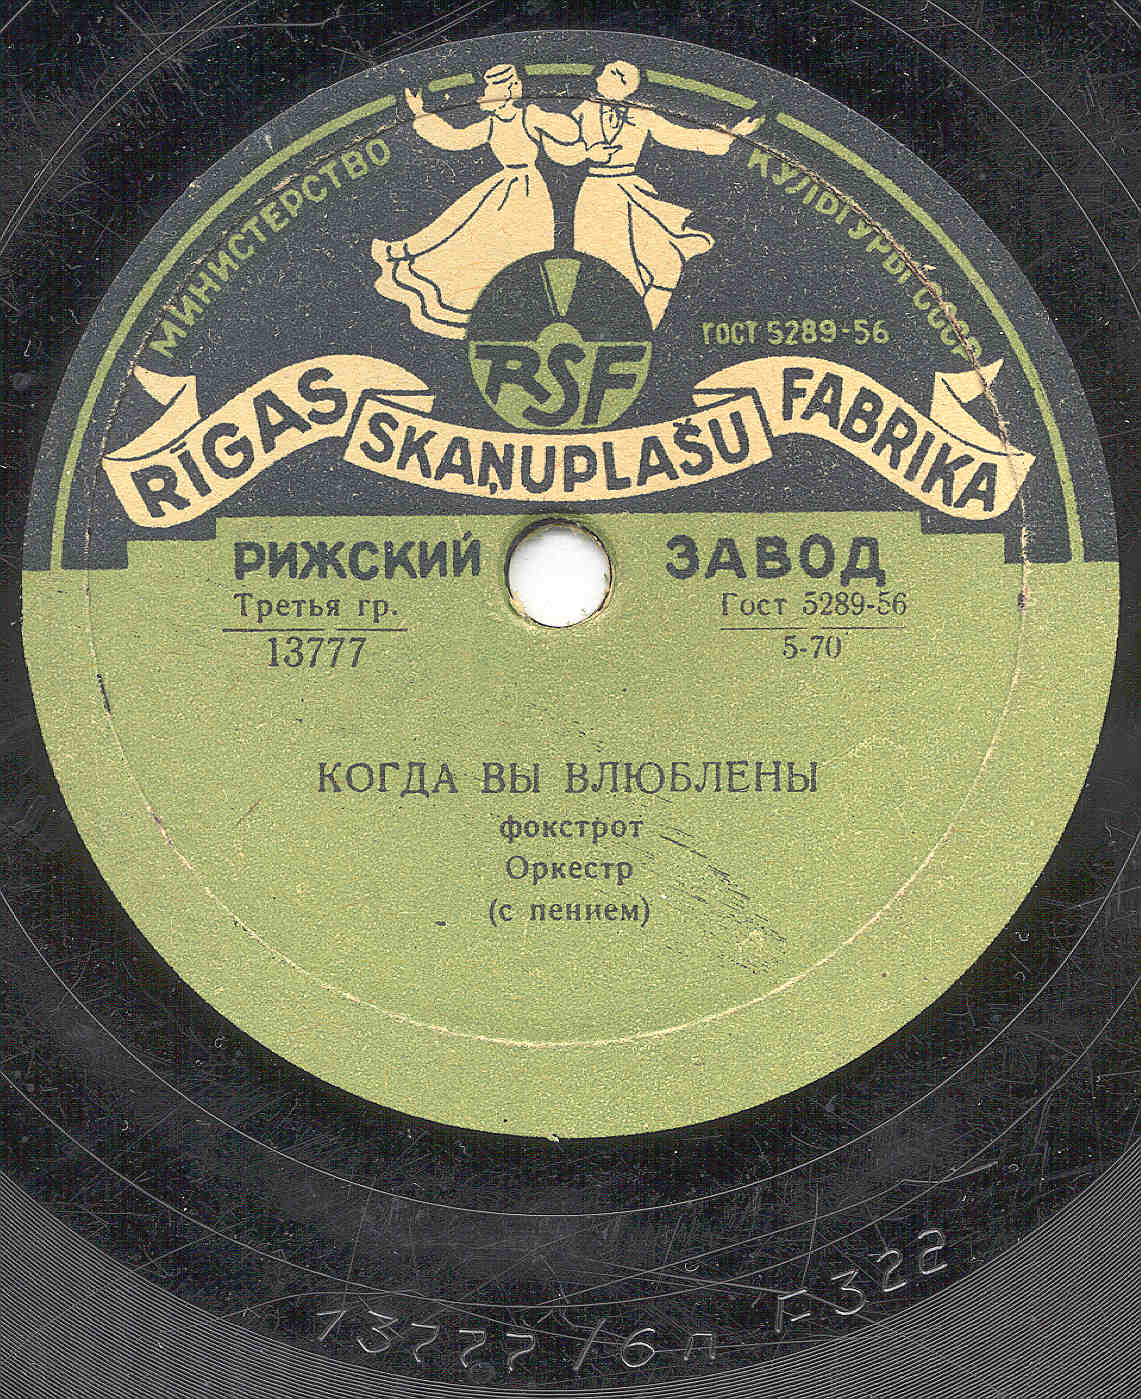 МИНИСТЕРСТВО КУЛЬТУРЫ СССР
ГОСТ 5289-56
RSF
RĪGAS SKAŅUPLAŠU FABRIKA
РИЖСКИЙ ЗАВОД
Третья гр. Гост 5289-56
13777 5-70
КОГДА ВЫ ВЛЮБЛЕНЫ
фокстрот
Оркестр
(с пением)
13777/6п F322